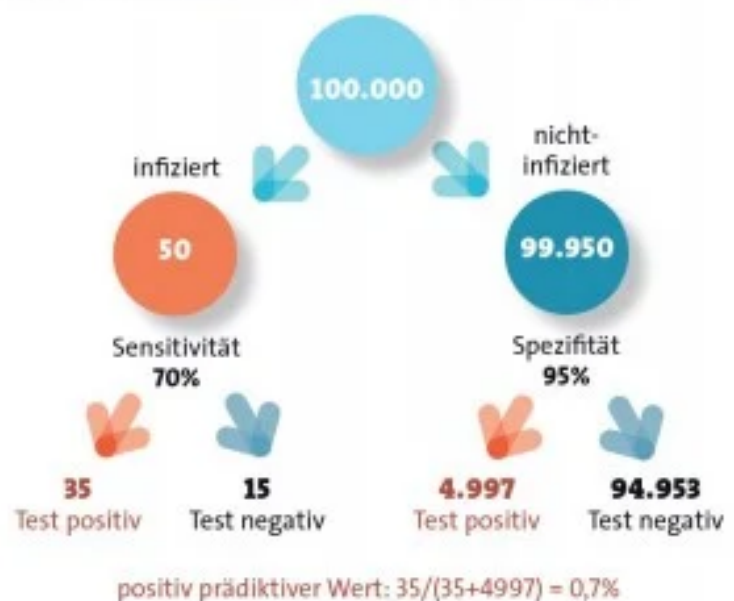 100.000
infiziert
nicht-
infiziert
50
99.950
Sensitivität
70%
Spezifität
95%
35
Test positiv
15
Test negativ
4.997
Test positiv
94.953
Test negativ
positiv prädiktiver Wert: 35/(35+4997) = 0,7%